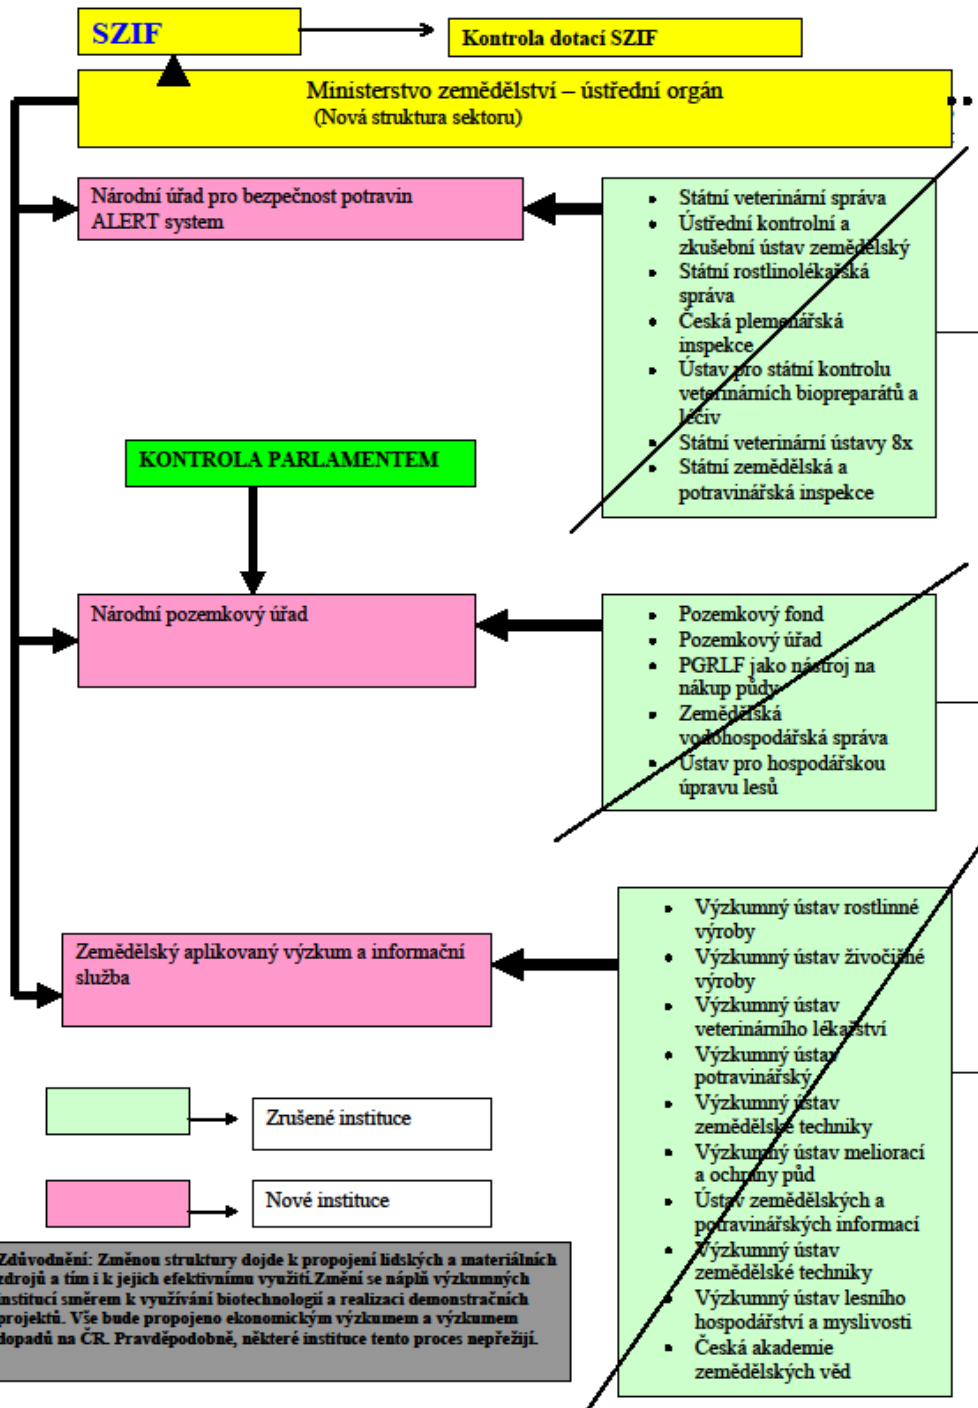 SZIF
Kontrola dotací SZIF
Ministerstvo zemědělství – ústřední orgán
(Nová struktura sektoru)
Národní úřad pro bezpečnost potravin
ALERT system
• Státní veterinární správa
• Ústřední kontrolní a
zkušební ústav zemědělský
• Státní rostlinolékařská
správa
• Česká plemenářská
inspekce
• Ústav pro státní kontrolu
veterinárních biopreparátů a
léčiv
• Státní veterinární ústavy 8x
• Státní zemědělská a
potravinářská inspekce
KONTROLA PARLAMENTEM
Národní pozemkový úřad
• Pozemkový fond
• Pozemkový úřad
• PGRLF jako nástroj na
nákup půdy
• Zemědělská
vodohospodářská správa
• Ústav pro hospodářskou
úpravu lesů
Zemědělský aplikovaný výzkum a informační
služba
• Výzkumný ústav rostlinné
výroby
• Výzkumný ústav živočišné
výroby
• Výzkumný ústav
veterinárního lékařství
• Výzkumný ústav
potravinářský
• Výzkumný ústav
zemědělské techniky
• Výzkumný ústav meliorací
a ochrany půd
• Ústav zemědělských a
potravinářských informací
• Výzkumný ústav
zemědělské techniky
• Výzkumný ústav lesního
hospodářství a myslivosti
• Česká akademie
zemědělských věd
Zrušené instituce
Nové instituce
Zdůvodnění: Změnou struktury dojde k propojení lidských a materiálních
zdrojů a tím i k jejich efektivnímu využití.Změní se náplň výzkumných
institucí směrem k využívání biotechnologií a realizaci demonstračních
projektů. Vše bude propojeno ekonomickým výzkumem a výzkumem
dopadů na ČR. Pravděpodobně, některé instituce tento proces nepřežijí.